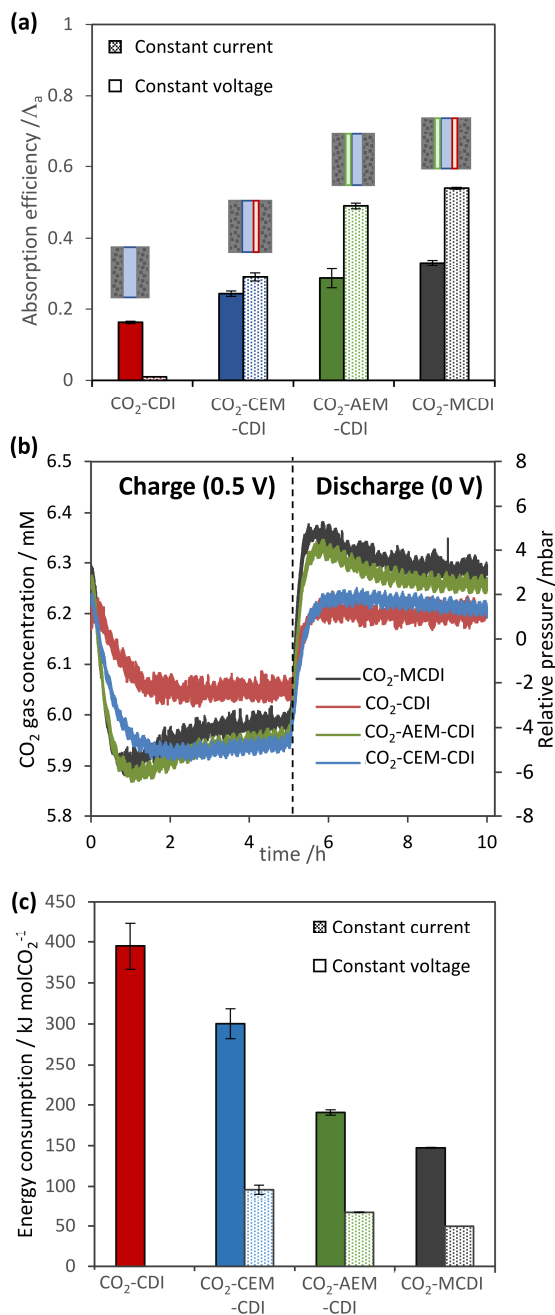 (a)
1
0.8
0.6
0.4
0.2
0
Absorption efficiency /Λa
Constant current
Constant voltage
CO₂-CDI
CO₂-CEM
-CDI
CO₂-AEM
-CDI
CO₂-MCDI
(b)
6.5
6.4
6.3
6.2
6.1
6.0
5.9
5.8
CO₂ gas concentration / mM
Charge (0.5 V)
Discharge (0 V)
8
6
4
2
0
-2
-4
-6
-8
Relative pressure /mbar
CO₂-MCDI
CO₂-CDI
CO₂-AEM-CDI
CO₂-CEM-CDI
0
2
4
6
8
10
time /h
(c)
450
400
350
300
250
200
150
100
50
0
Energy consumption / kJ molCO₂⁻¹
Constant current
Constant voltage
CO₂-CDI
CO₂-CEM
-CDI
CO₂-AEM
-CDI
CO₂-MCDI